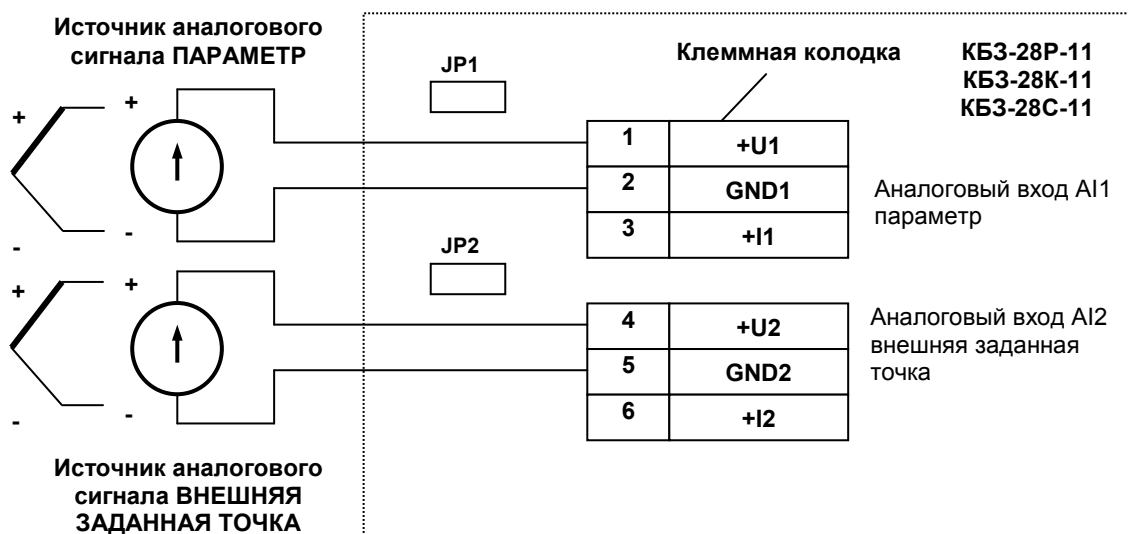 Источник аналогового
сигнала ПАРАМЕТР
JP1
Клеммная колодка
КБЗ-28Р-11
КБЗ-28К-11
КБЗ-28С-11
+ +
1 +U1
2 GND1
3 +I1
Аналоговый вход AI1
параметр
- -
JP2
+ +
4 +U2
5 GND2
6 +I2
Аналоговый вход AI2
внешняя заданная
точка
- -
Источник аналогового
сигнала ВНЕШНЯЯ
ЗАДАННАЯ ТОЧКА